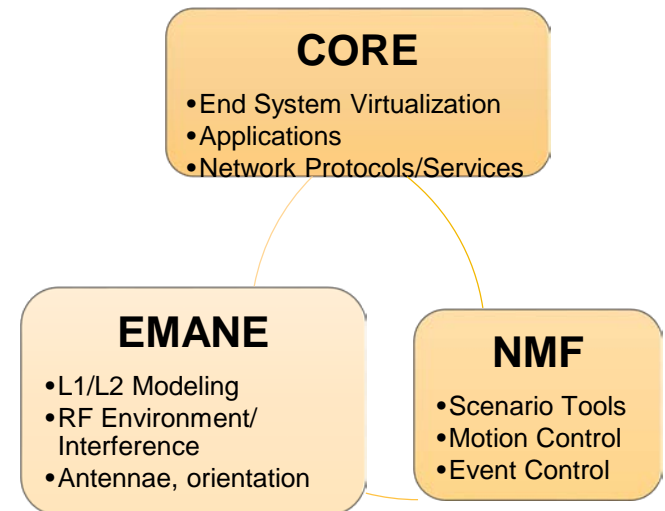 CORE
•End System Virtualization
•Applications
•Network Protocols/Services
EMANE
•L1/L2 Modeling
•RF Environment/
Interference
•Antennae, orientation
NMF
•Scenario Tools
•Motion Control
•Event Control